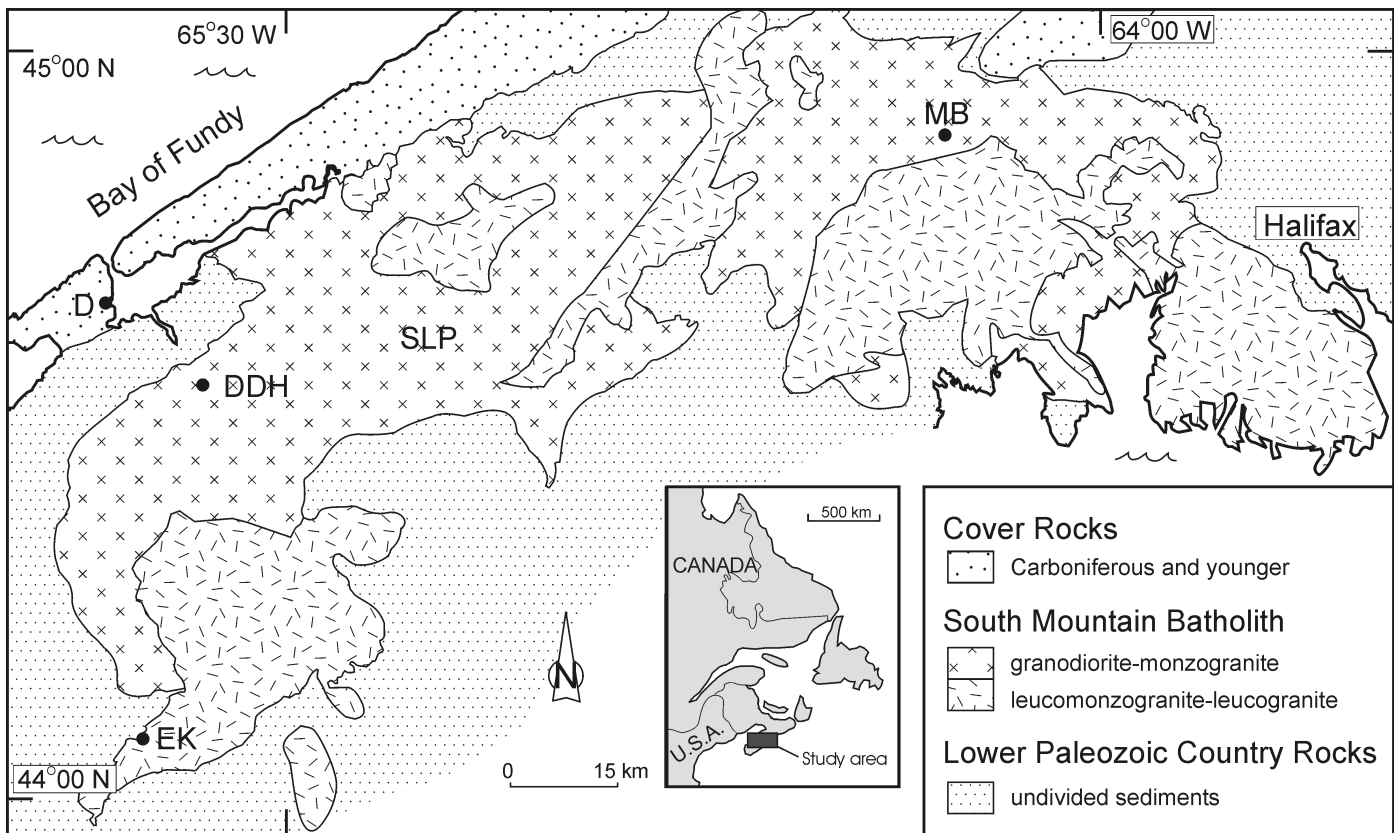 65°30 W
64°00 W
45°00 N
Bay of Fundy
MB
Halifax
D
SLP
DDH
EK
44°00 N
N
0 15 km
500 km
CANADA
U.S.A.
Study area
Cover Rocks
Carboniferous and younger
South Mountain Batholith
granodiorite-monzogranite
leucomonzogranite-leucogranite
Lower Paleozoic Country Rocks
undivided sediments